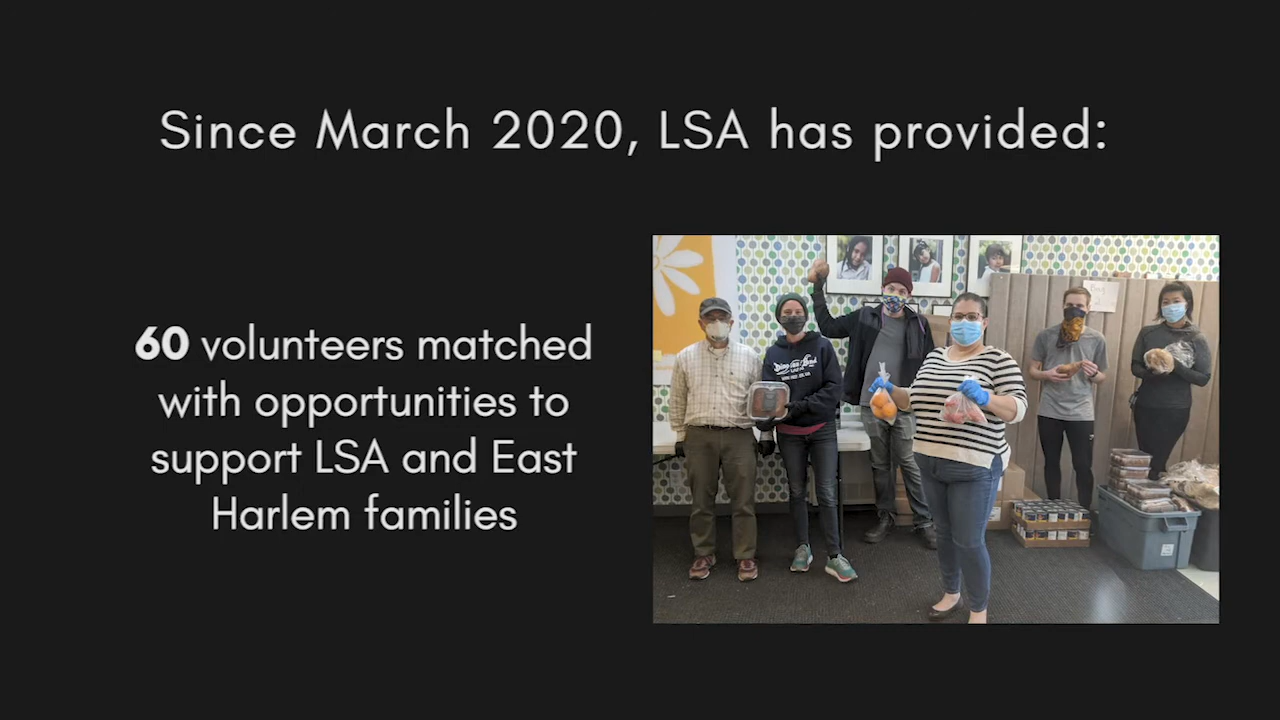 Since March 2020, LSA has provided:
60 volunteers matched
with opportunities to
support LSA and East
Harlem families